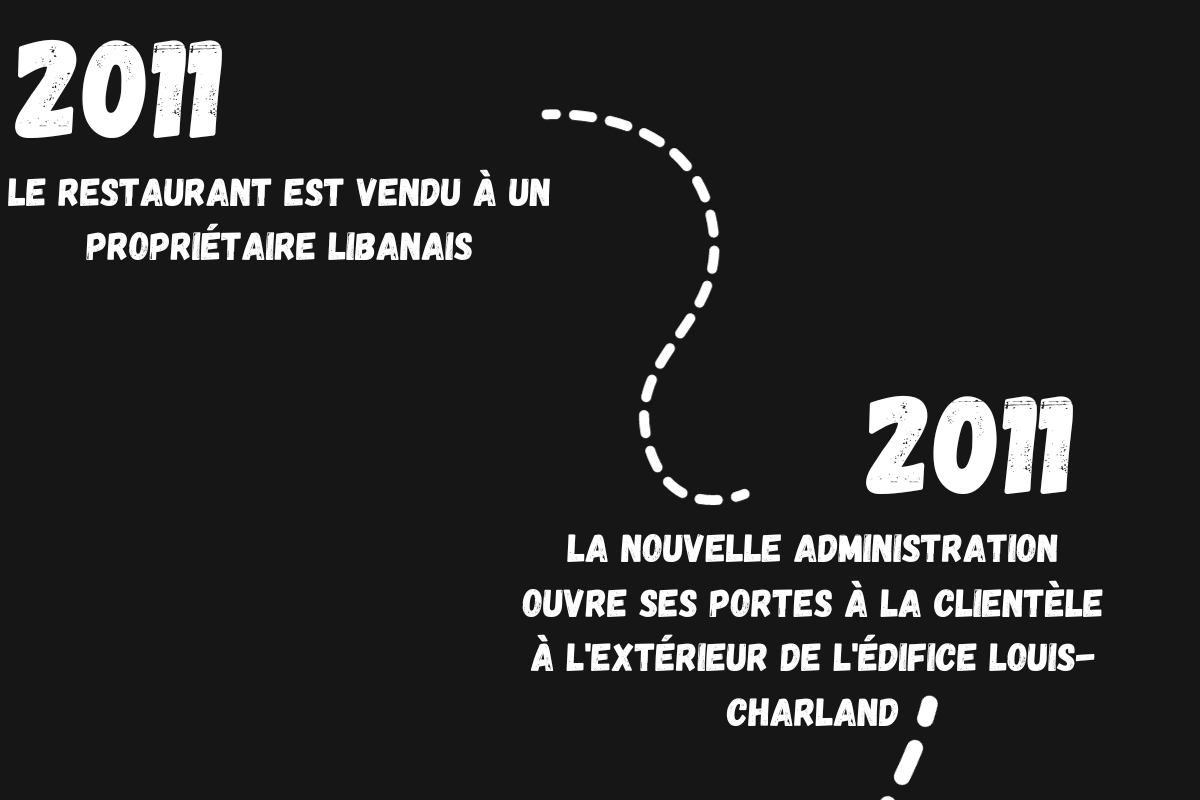 2011
LE RESTAURANT EST VENDU À UN
PROPRIÉTAIRE LIBANAIS
2011
LA NOUVELLE ADMINISTRATION
OUVRE SES PORTES À LA CLIENTÈLE
À L'EXTÉRIEUR DE L'ÉDIFICE LOUIS-
CHARLAND